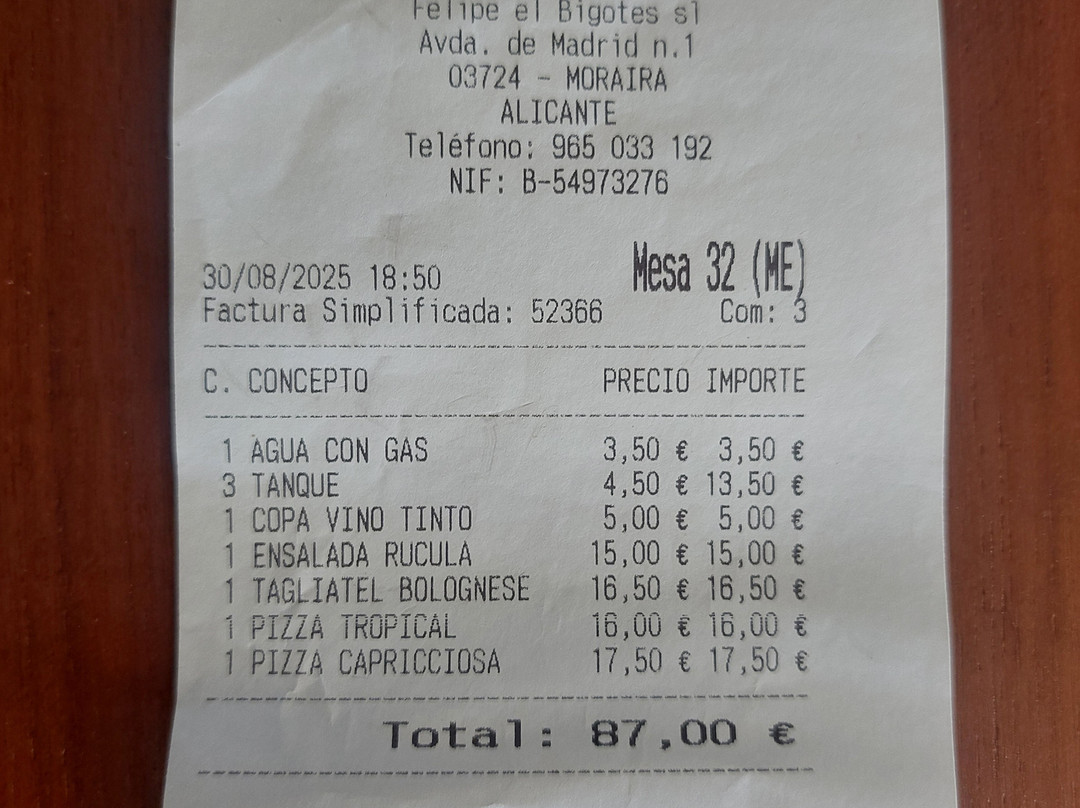 Felipe el Bigotes sl
Avda. de Madrid n.1
03724 - MORAIRA
ALICANTE
Teléfono: 965 033 192
NIF: B-54973276
30/08/2025 18:50 Mesa 32 (ME)
Factura Simplificada: 52366 Com: 3
C. CONCEPTO PRECIO IMPORTE
1 AGUA CON GAS 3,50 € 3,50 €
3 TANQUE 4,50 € 13,50 €
1 COPA VINO TINTO 5,00 € 5,00 €
1 ENSALADA RUCULA 15,00 € 15,00 €
1 TAGLIATEL BOLOGNESE 16,50 € 16,50 €
1 PIZZA TROPICAL 16,00 € 16,00 €
1 PIZZA CAPRICCIOSA 17,50 € 17,50 €
Total: 87,00 €